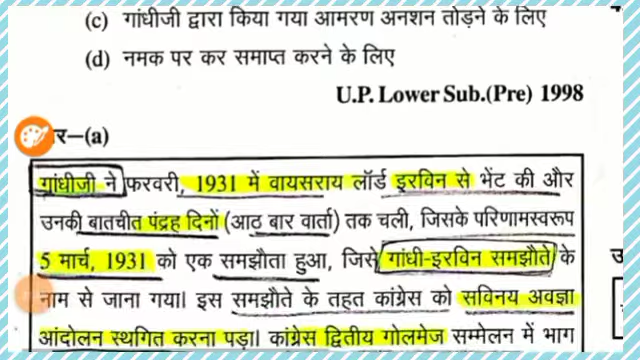 (c) गांधीजी द्वारा किया गया आमरण अनशन तोड़ने के लिए
(d) नमक पर कर समाप्त करने के लिए
U.P. Lower Sub.(Pre) 1998
र–(a)
गांधीजी ने फरवरी, 1931 में वायसराय लॉर्ड इरविन से भेंट की और
उनकी बातचीत पंद्रह दिनों (आठ बार वार्ता) तक चली, जिसके परिणामस्वरूप
5 मार्च, 1931 को एक समझौता हुआ, जिसे गांधी-इरविन समझौते के
नाम से जाना गया। इस समझौते के तहत कांग्रेस को सविनय अवज्ञा
आंदोलन स्थगित करना पड़ा। कांग्रेस द्वितीय गोलमेज सम्मेलन में भाग